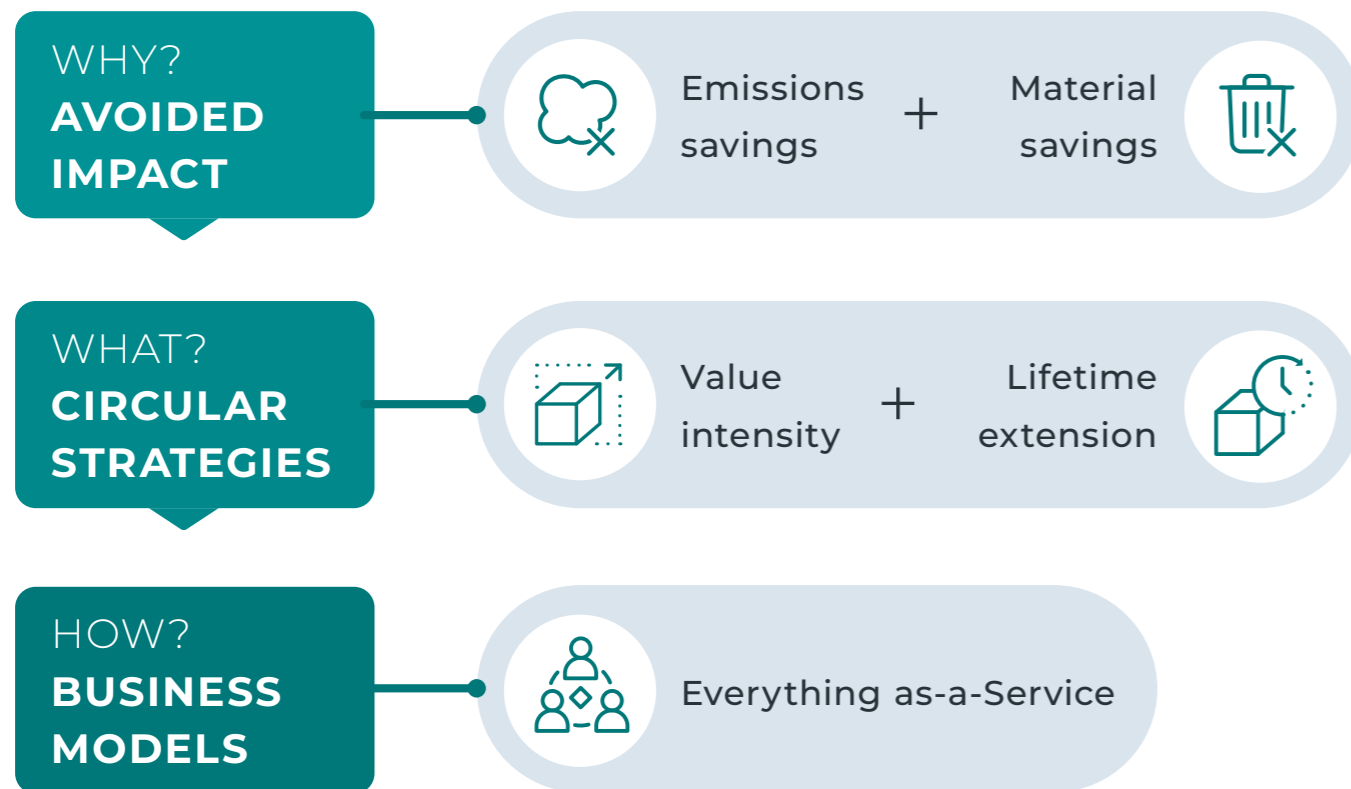 WHY?
AVOIDED
IMPACT
Emissions
savings
+
Material
savings
WHAT?
CIRCULAR
STRATEGIES
Value
intensity
+
Lifetime
extension
HOW?
BUSINESS
MODELS
Everything as-a-Service